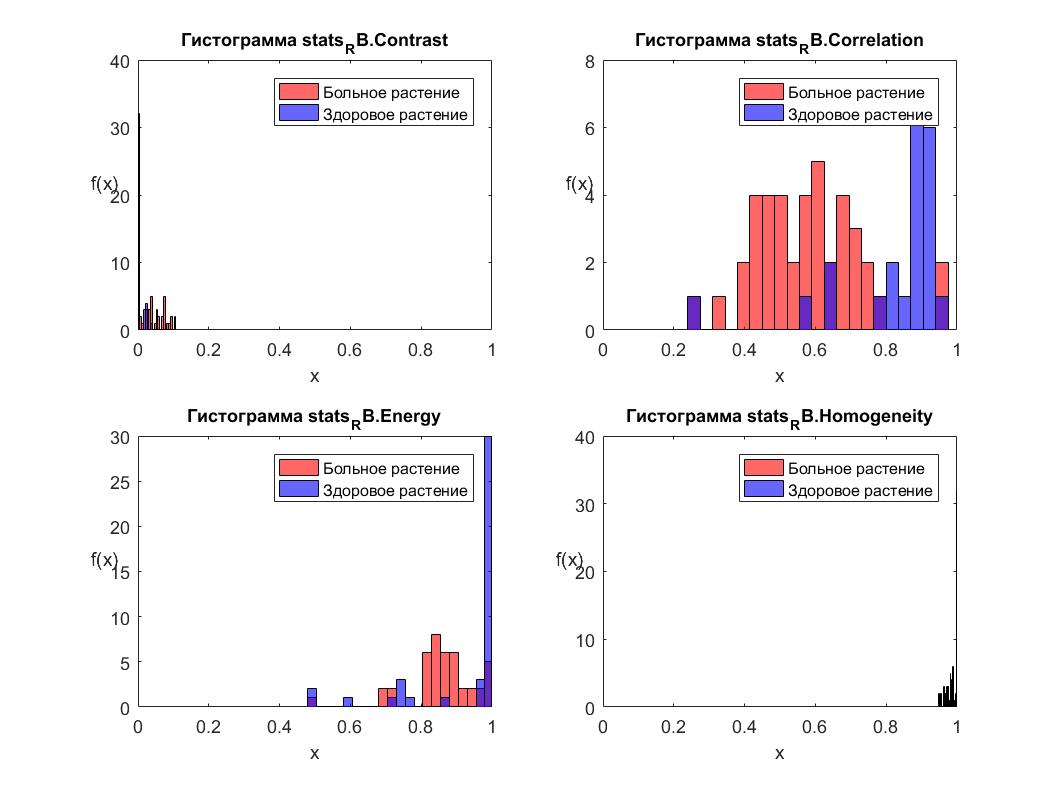 Гистограмма stats_RB.Contrast
40
30
20
10
0
f(x)
Больное растение
Здоровое растение
0 0.2 0.4 0.6 0.8 1
x
Гистограмма stats_RB.Correlation
8
6
4
2
0
f(x)
Больное растение
Здоровое растение
0 0.2 0.4 0.6 0.8 1
x
Гистограмма stats_RB.Energy
30
25
20
15
10
5
0
f(x)
Больное растение
Здоровое растение
0 0.2 0.4 0.6 0.8 1
x
Гистограмма stats_RB.Homogeneity
40
30
20
10
0
f(x)
Больное растение
Здоровое растение
0 0.2 0.4 0.6 0.8 1
x